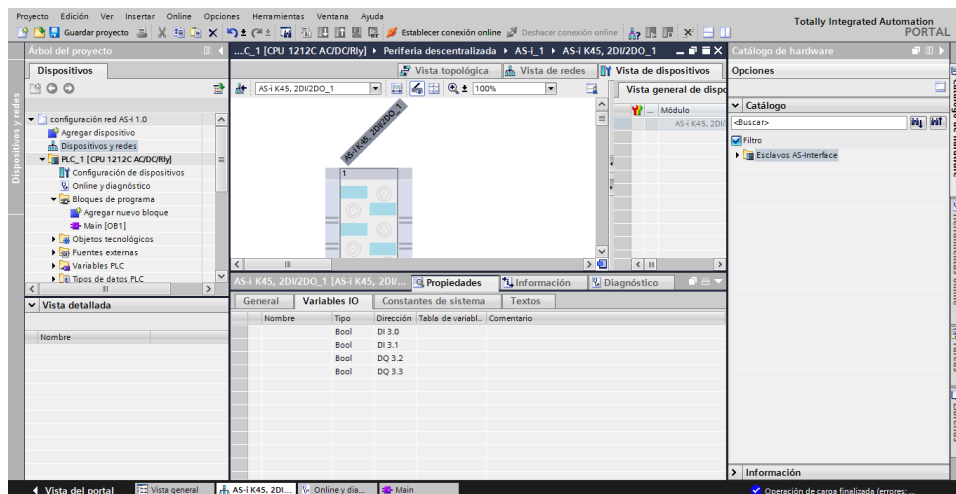 Proyecto Edición Ver Insertar Online Opciones Herramientas Ventana Ayuda
Totally Integrated Automation
PORTAL
Guardar proyecto
Establecer conexión online
Deshacer conexión online
Árbol del proyecto
Dispositivos
Dispositivos y redes
configuración red AS-I 1.0
Agregar dispositivo
Dispositivos y redes
PLC_1 [CPU 1212C AC/DC/Rly]
Configuración de dispositivos
Online y diagnóstico
Bloques de programa
Agregar nuevo bloque
Main [OB1]
Objetos tecnológicos
Fuentes externas
Variables PLC
Tipos de datos PLC
Vista detallada
Nombre
...C_1 [CPU 1212C AC/DC/Rly] Periferia descentralizada AS-i_1 AS-i K45, 2DI/2DO_1
Vista topológica Vista de redes Vista de dispositivos
AS-i K45, 2DI/2DO_1
100%
Vista general de dispo
... Módulo
AS-i K45, 2DI/
AS-i K45, 2DI/2DO_1
1
AS-i K45, 2DI/2DO_1 [AS-i K45, 2DI/...
Propiedades Información Diagnóstico
General Variables IO Constantes de sistema Textos
Nombre Tipo Dirección Tabla de variabl.. Comentario
Bool DI 3.0
Bool DI 3.1
Bool DQ 3.2
Bool DQ 3.3
Catálogo de hardware
Opciones
Catálogo
<Buscar>
Filtro
Esclavos AS-Interface
Información
Vista del portal Vista general AS-i K45, 2DI... Online y dia... Main
Operación de carga finalizada (errores: ...